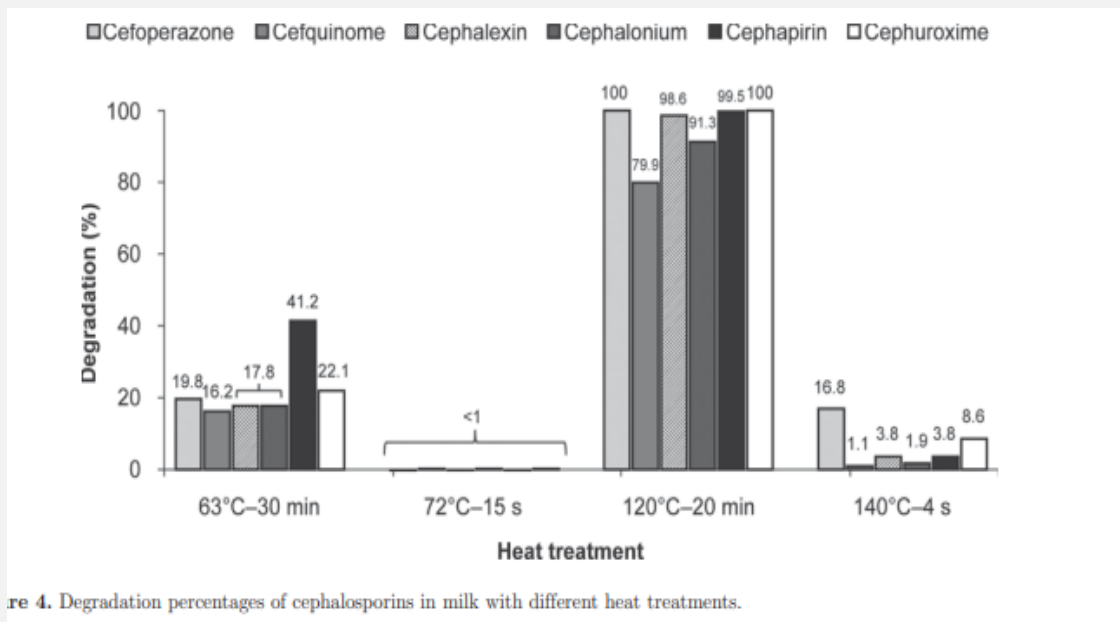 Cefoperazone Cefquinome Cephalexin Cephalonium Cephapirin Cephuroxime
100 98.6 99.5 100
100
91.3
80
79.9
Degradation (%)
60
41.2
40
19.8 16.2 17.8 22.1
20
<1
16.8
1.1 3.8 1.9 3.8 8.6
0
63°C–30 min 72°C–15 s 120°C–20 min 140°C–4 s
Heat treatment
re 4. Degradation percentages of cephalosporins in milk with different heat treatments.